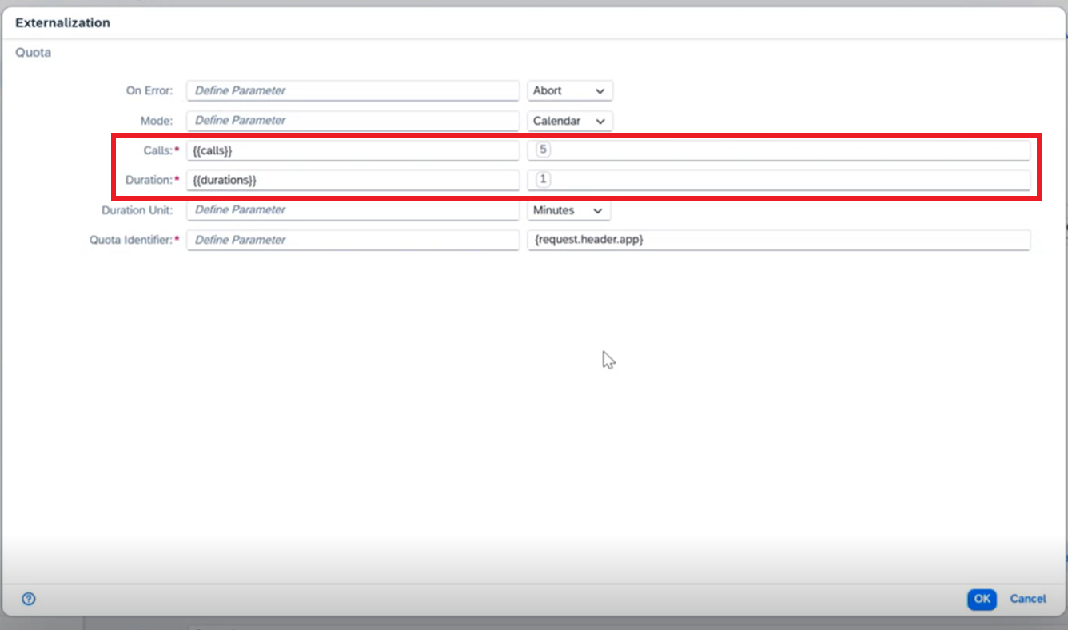 Externalization
Quota
On Error: Define Parameter Abort
Mode: Define Parameter Calendar
Calls:* {{calls}} 5
Duration:* {{durations}} 1
Duration Unit: Define Parameter Minutes
Quota Identifier:* Define Parameter {request.header.app}
OK Cancel